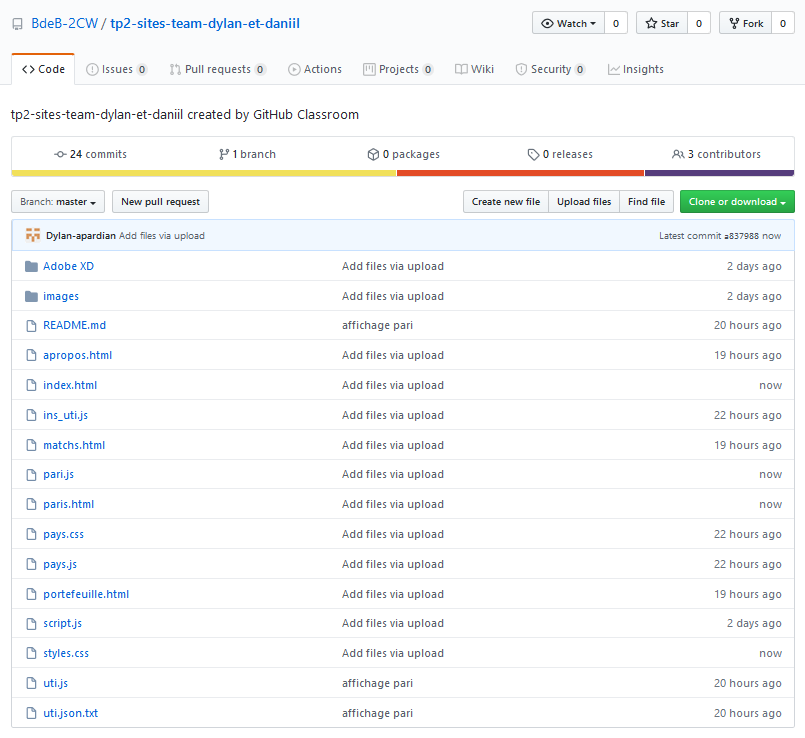 BdeB-2CW / tp2-sites-team-dylan-et-daniil Watch 0 Star 0 Fork 0
Code Issues 0 Pull requests 0 Actions Projects 0 Wiki Security 0 Insights
tp2-sites-team-dylan-et-daniil created by GitHub Classroom
24 commits 1 branch 0 packages 0 releases 3 contributors
Branch: master New pull request Create new file Upload files Find file Clone or download
Dylan-apardian Add files via upload Latest commit a837988 now
Adobe XD Add files via upload 2 days ago
images Add files via upload 2 days ago
README.md affichage pari 20 hours ago
apropos.html Add files via upload 19 hours ago
index.html Add files via upload now
ins_uti.js Add files via upload 22 hours ago
matchs.html Add files via upload 19 hours ago
pari.js Add files via upload now
paris.html Add files via upload now
pays.css Add files via upload 22 hours ago
pays.js Add files via upload 22 hours ago
portefeuille.html Add files via upload 19 hours ago
script.js Add files via upload 2 days ago
styles.css Add files via upload now
uti.js affichage pari 20 hours ago
uti.json.txt affichage pari 20 hours ago